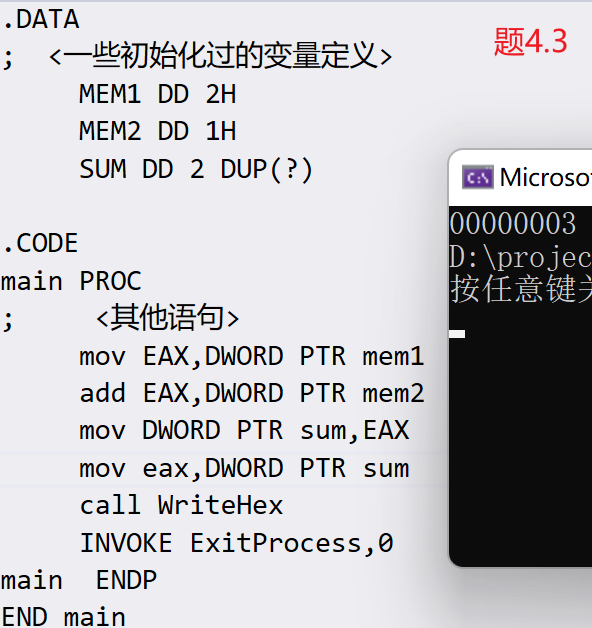 .DATA
;  <一些初始化过的变量定义>
MEM1 DD 2H
MEM2 DD 1H
SUM DD 2 DUP(?)
.CODE
main PROC
;     <其他语句>
mov EAX,DWORD PTR mem1
add EAX,DWORD PTR mem2
mov DWORD PTR sum,EAX
mov eax,DWORD PTR sum
call WriteHex
INVOKE ExitProcess,0
main  ENDP
END main
题4.3
C:\
Microso
00000003
D:\projec
按任意键